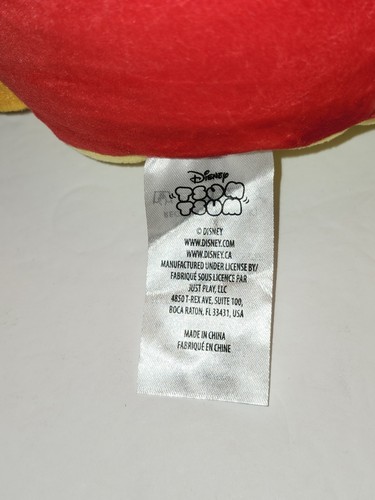 Disney
TSUM
TSUM
© DISNEY
WWW.DISNEY.COM
WWW.DISNEY.CA
MANUFACTURED UNDER LICENSE BY/
FABRIQUÉ SOUS LICENCE PAR
JUST PLAY, LLC
4850 T-REX AVE, SUITE 100,
BOCA RATON, FL 33431, USA
MADE IN CHINA
FABRIQUÉ EN CHINE